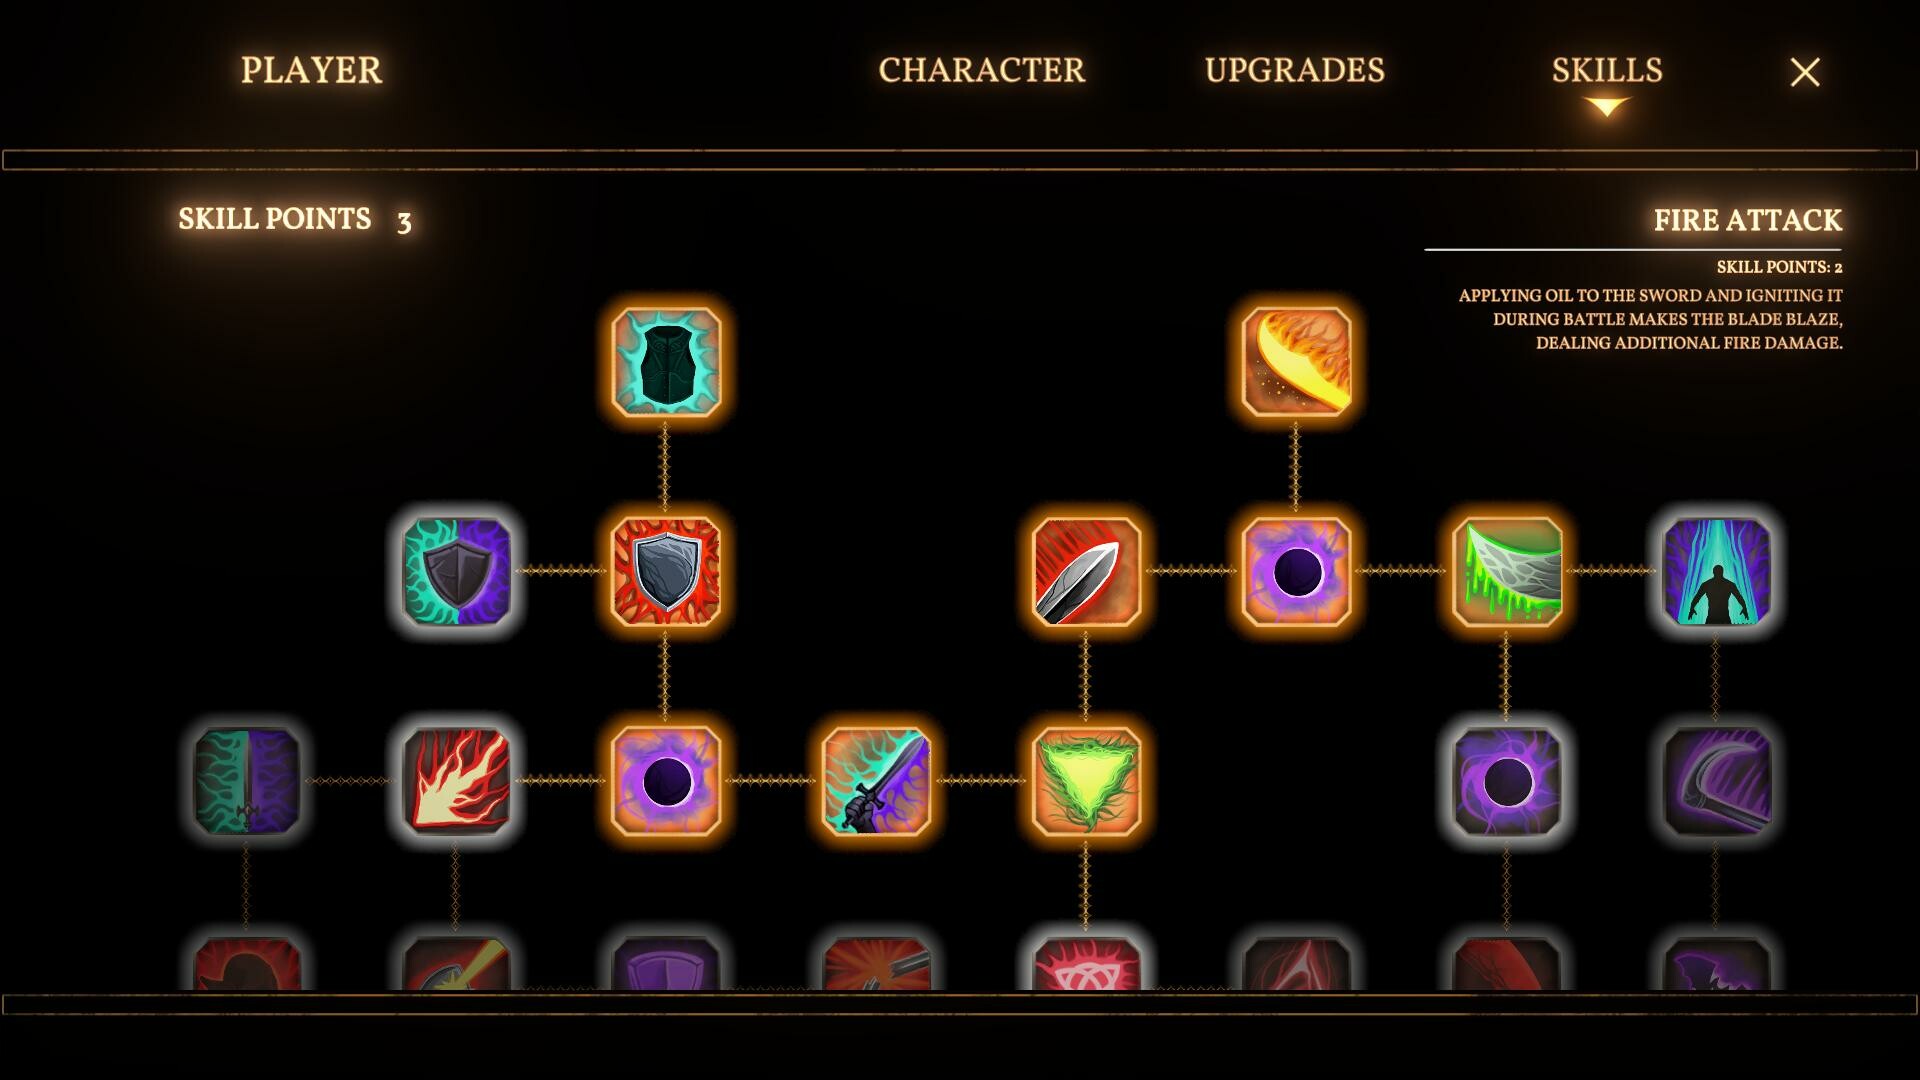 PLAYER
CHARACTER
UPGRADES
SKILLS
SKILL POINTS 3
FIRE ATTACK
SKILL POINTS: 2
APPLYING OIL TO THE SWORD AND IGNITING IT
DURING BATTLE MAKES THE BLADE BLAZE,
DEALING ADDITIONAL FIRE DAMAGE.